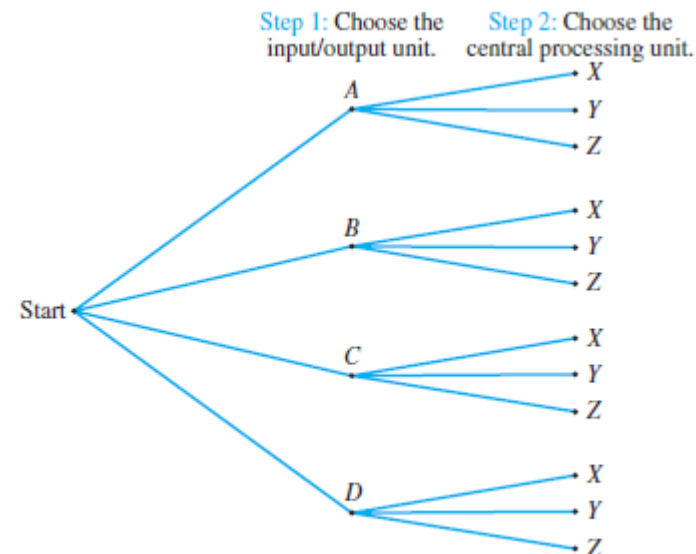 Step 1: Choose the
input/output unit.
Step 2: Choose the
central processing unit.
A
X
Y
Z
B
X
Y
Z
Start
C
X
Y
Z
D
X
Y
Z